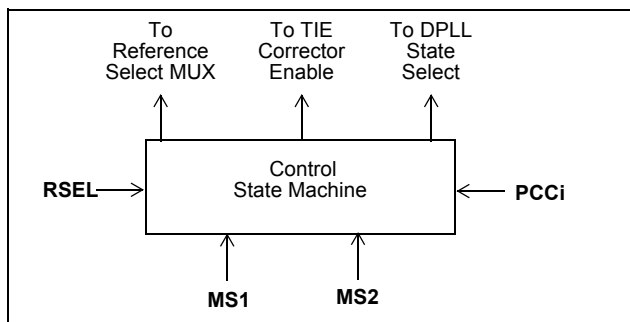 To
Reference
Select MUX
To TIE
Corrector
Enable
To DPLL
State
Select
Control
State Machine
RSEL
PCCi
MS1
MS2